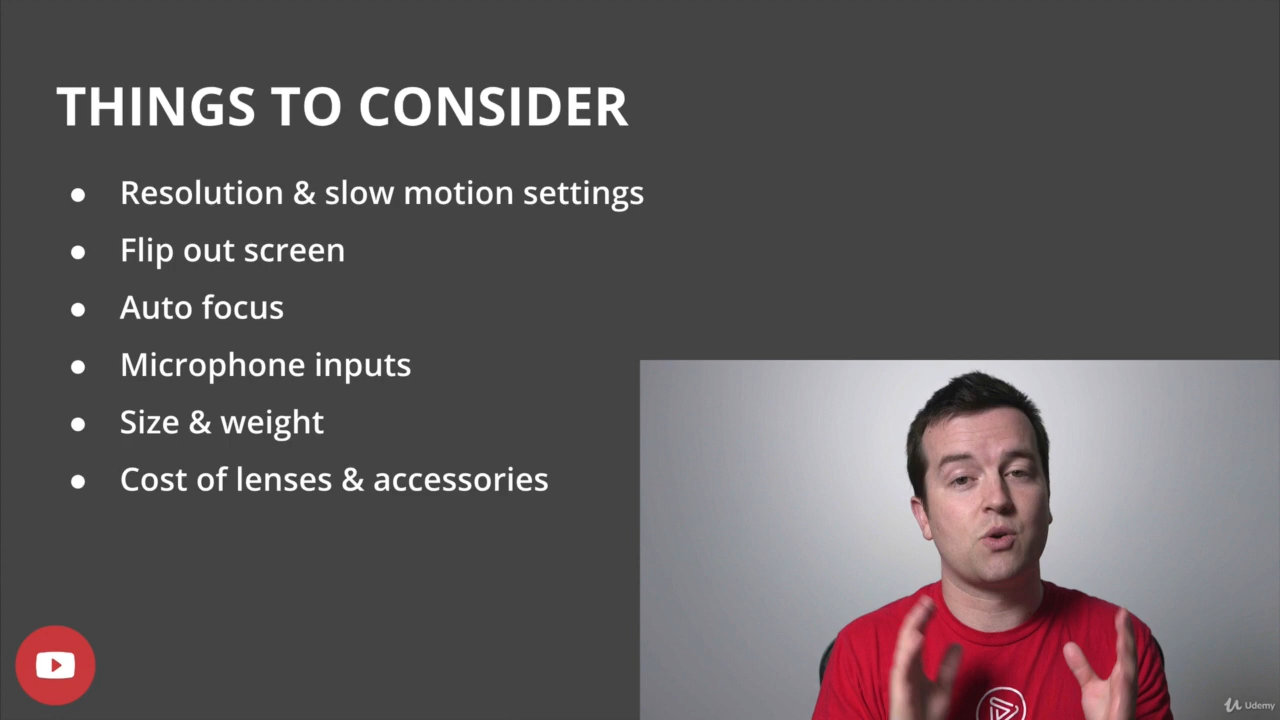 THINGS TO CONSIDER
● Resolution & slow motion settings
● Flip out screen
● Auto focus
● Microphone inputs
● Size & weight
● Cost of lenses & accessories
Udemy